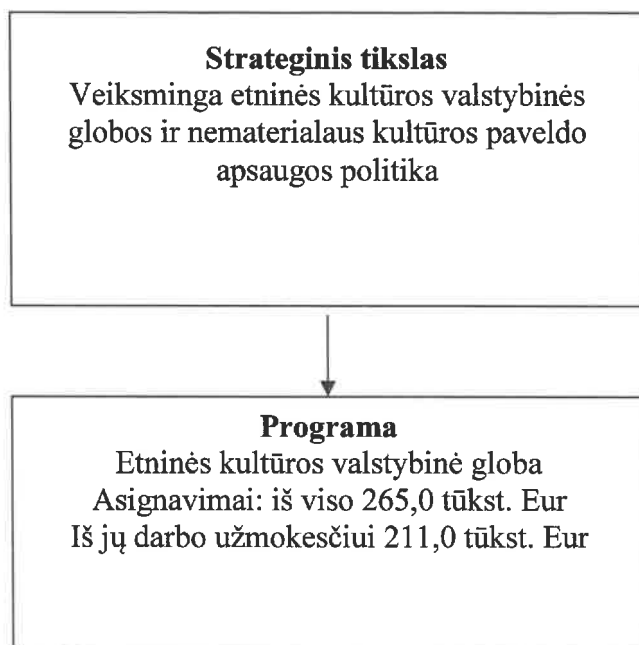 Strateginis tikslas
Veiksminga etninės kultūros valstybinės
globos ir nematerialaus kultūros paveldo
apsaugos politika
Programa
Etninės kultūros valstybinė globa
Asignavimai: iš viso 265,0 tūkst. Eur
Iš jų darbo užmokesčiui 211,0 tūkst. Eur